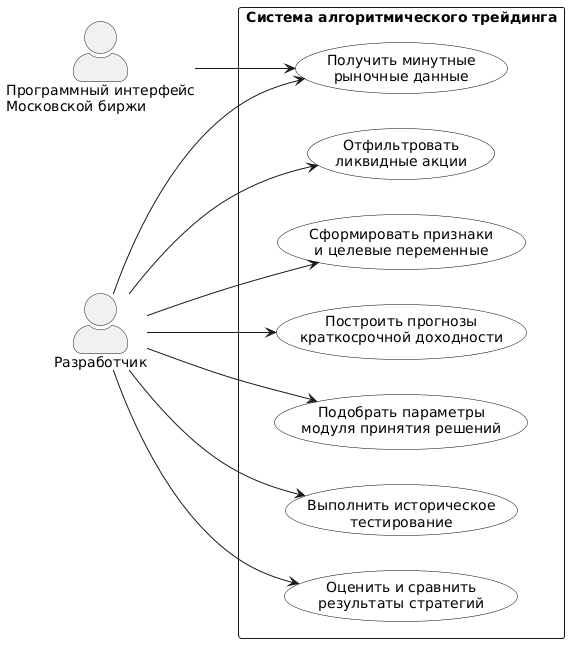 Система алгоритмического трейдинга
Программный интерфейс
Московской биржи
Получить минутные
рыночные данные
Отфильтровать
ликвидные акции
Сформировать признаки
и целевые переменные
Разработчик
Построить прогнозы
краткосрочной доходности
Подобрать параметры
модуля принятия решений
Выполнить историческое
тестирование
Оценить и сравнить
результаты стратегий